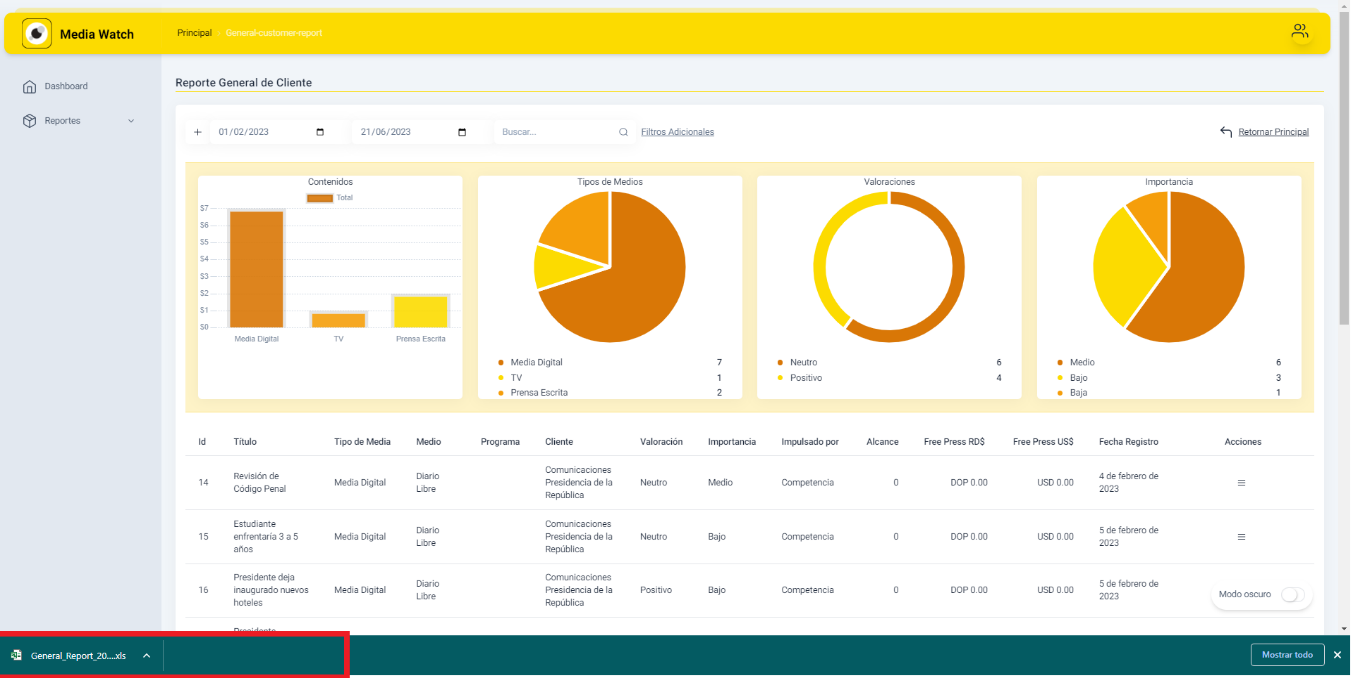 Media Watch
Principal General-customer-report
Dashboard
Reportes
Reporte General de Cliente
+ 01/02/2023 21/06/2023 Buscar... Filtros Adicionales Retornar Principal
Contenidos
Total
$7
$6
$5
$4
$3
$2
$1
$0
Media Digital TV Prensa Escrita
Tipos de Medios
Media Digital 7
TV 1
Prensa Escrita 2
Valoraciones
Neutro 6
Positivo 4
Importancia
Medio 6
Bajo 3
Baja 1
Id Título Tipo de Media Medio Programa Cliente Valoración Importancia Impulsado por Alcance Free Press RD$ Free Press US$ Fecha Registro Acciones
14 Revisión de Código Penal Media Digital Diario Libre Comunicaciones Presidencia de la República Neutro Medio Competencia 0 DOP 0.00 USD 0.00 4 de febrero de 2023
15 Estudiante enfrentaría 3 a 5 años Media Digital Diario Libre Comunicaciones Presidencia de la República Neutro Bajo Competencia 0 DOP 0.00 USD 0.00 5 de febrero de 2023
16 Presidente deja inaugurado nuevos hoteles Media Digital Diario Libre Comunicaciones Presidencia de la República Positivo Bajo Competencia 0 DOP 0.00 USD 0.00 5 de febrero de 2023
Modo oscuro
General_Report_20....xls
Mostrar todo